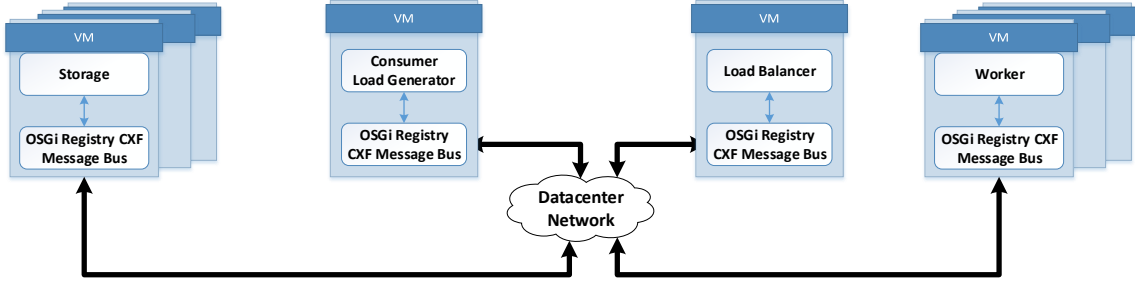 VM
Storage
OSGi Registry CXF
Message Bus
VM
Consumer
Load Generator
OSGi Registry
CXF Message Bus
VM
Load Balancer
OSGi Registry
CXF Message Bus
VM
Worker
OSGi Registry CXF
Message Bus
Datacenter
Network